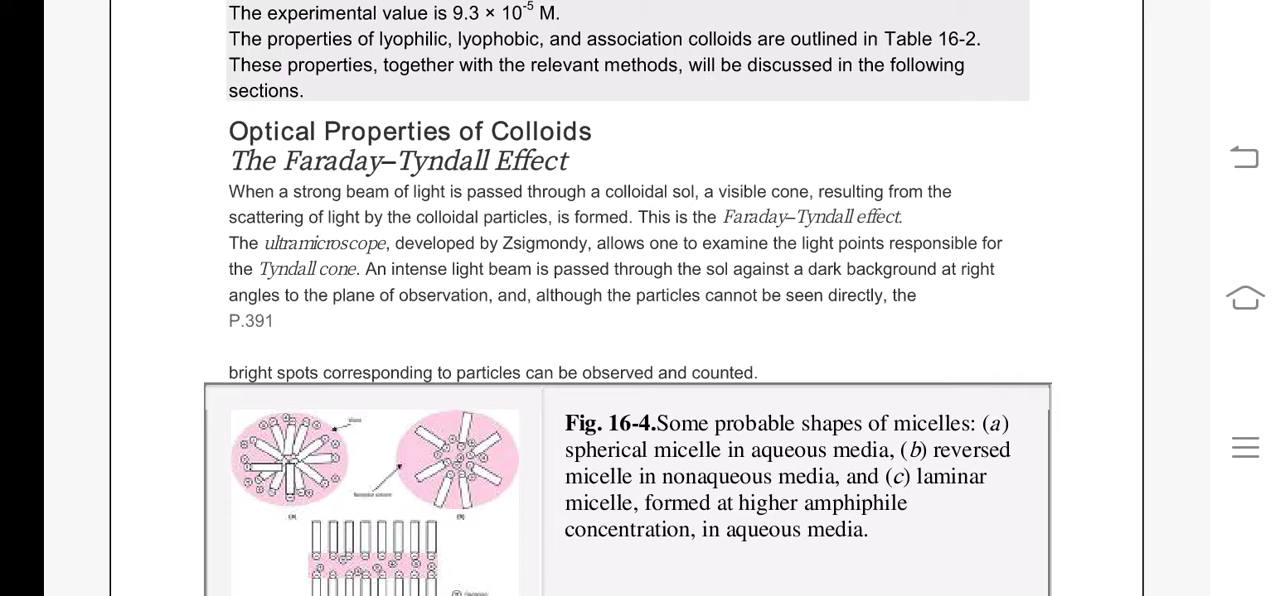 The experimental value is 9.3 × 10⁻⁵ M.
The properties of lyophilic, lyophobic, and association colloids are outlined in Table 16-2.
These properties, together with the relevant methods, will be discussed in the following
sections.
Optical Properties of Colloids
The Faraday–Tyndall Effect
When a strong beam of light is passed through a colloidal sol, a visible cone, resulting from the
scattering of light by the colloidal particles, is formed. This is the Faraday–Tyndall effect.
The ultramicroscope, developed by Zsigmondy, allows one to examine the light points responsible for
the Tyndall cone. An intense light beam is passed through the sol against a dark background at right
angles to the plane of observation, and, although the particles cannot be seen directly, the
P.391
bright spots corresponding to particles can be observed and counted.
Fig. 16-4.Some probable shapes of micelles: (a)
spherical micelle in aqueous media, (b) reversed
micelle in nonaqueous media, and (c) laminar
micelle, formed at higher amphiphile
concentration, in aqueous media.